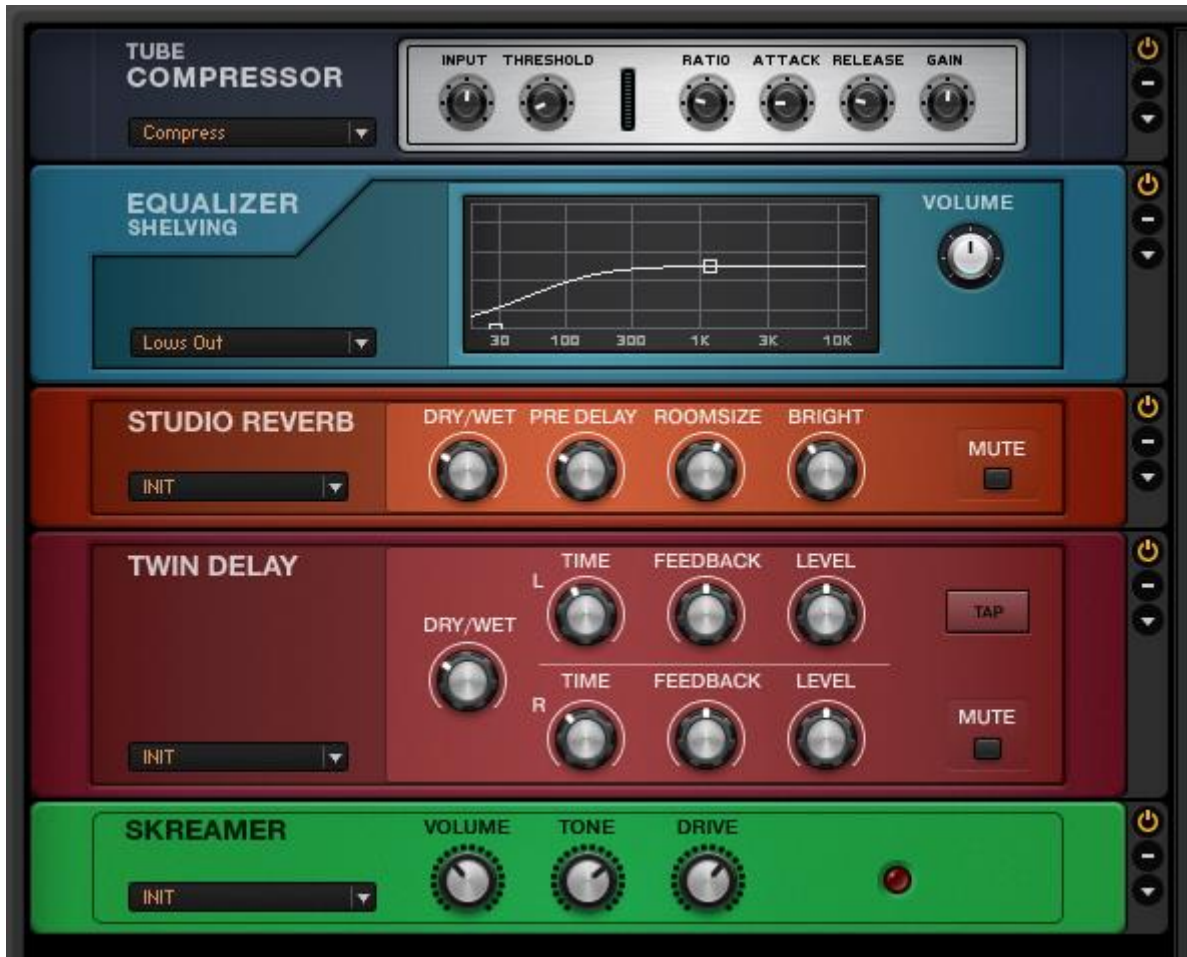 TUBE
COMPRESSOR
Compress
INPUT THRESHOLD RATIO ATTACK RELEASE GAIN
EQUALIZER
SHELVING
Lows Out
30 100 300 1K 3K 10K
VOLUME
STUDIO REVERB
INIT
DRY/WET PRE DELAY ROOMSIZE BRIGHT
MUTE
TWIN DELAY
INIT
DRY/WET
L
TIME FEEDBACK LEVEL
R
TIME FEEDBACK LEVEL
TAP
MUTE
SKREAMER
INIT
VOLUME TONE DRIVE